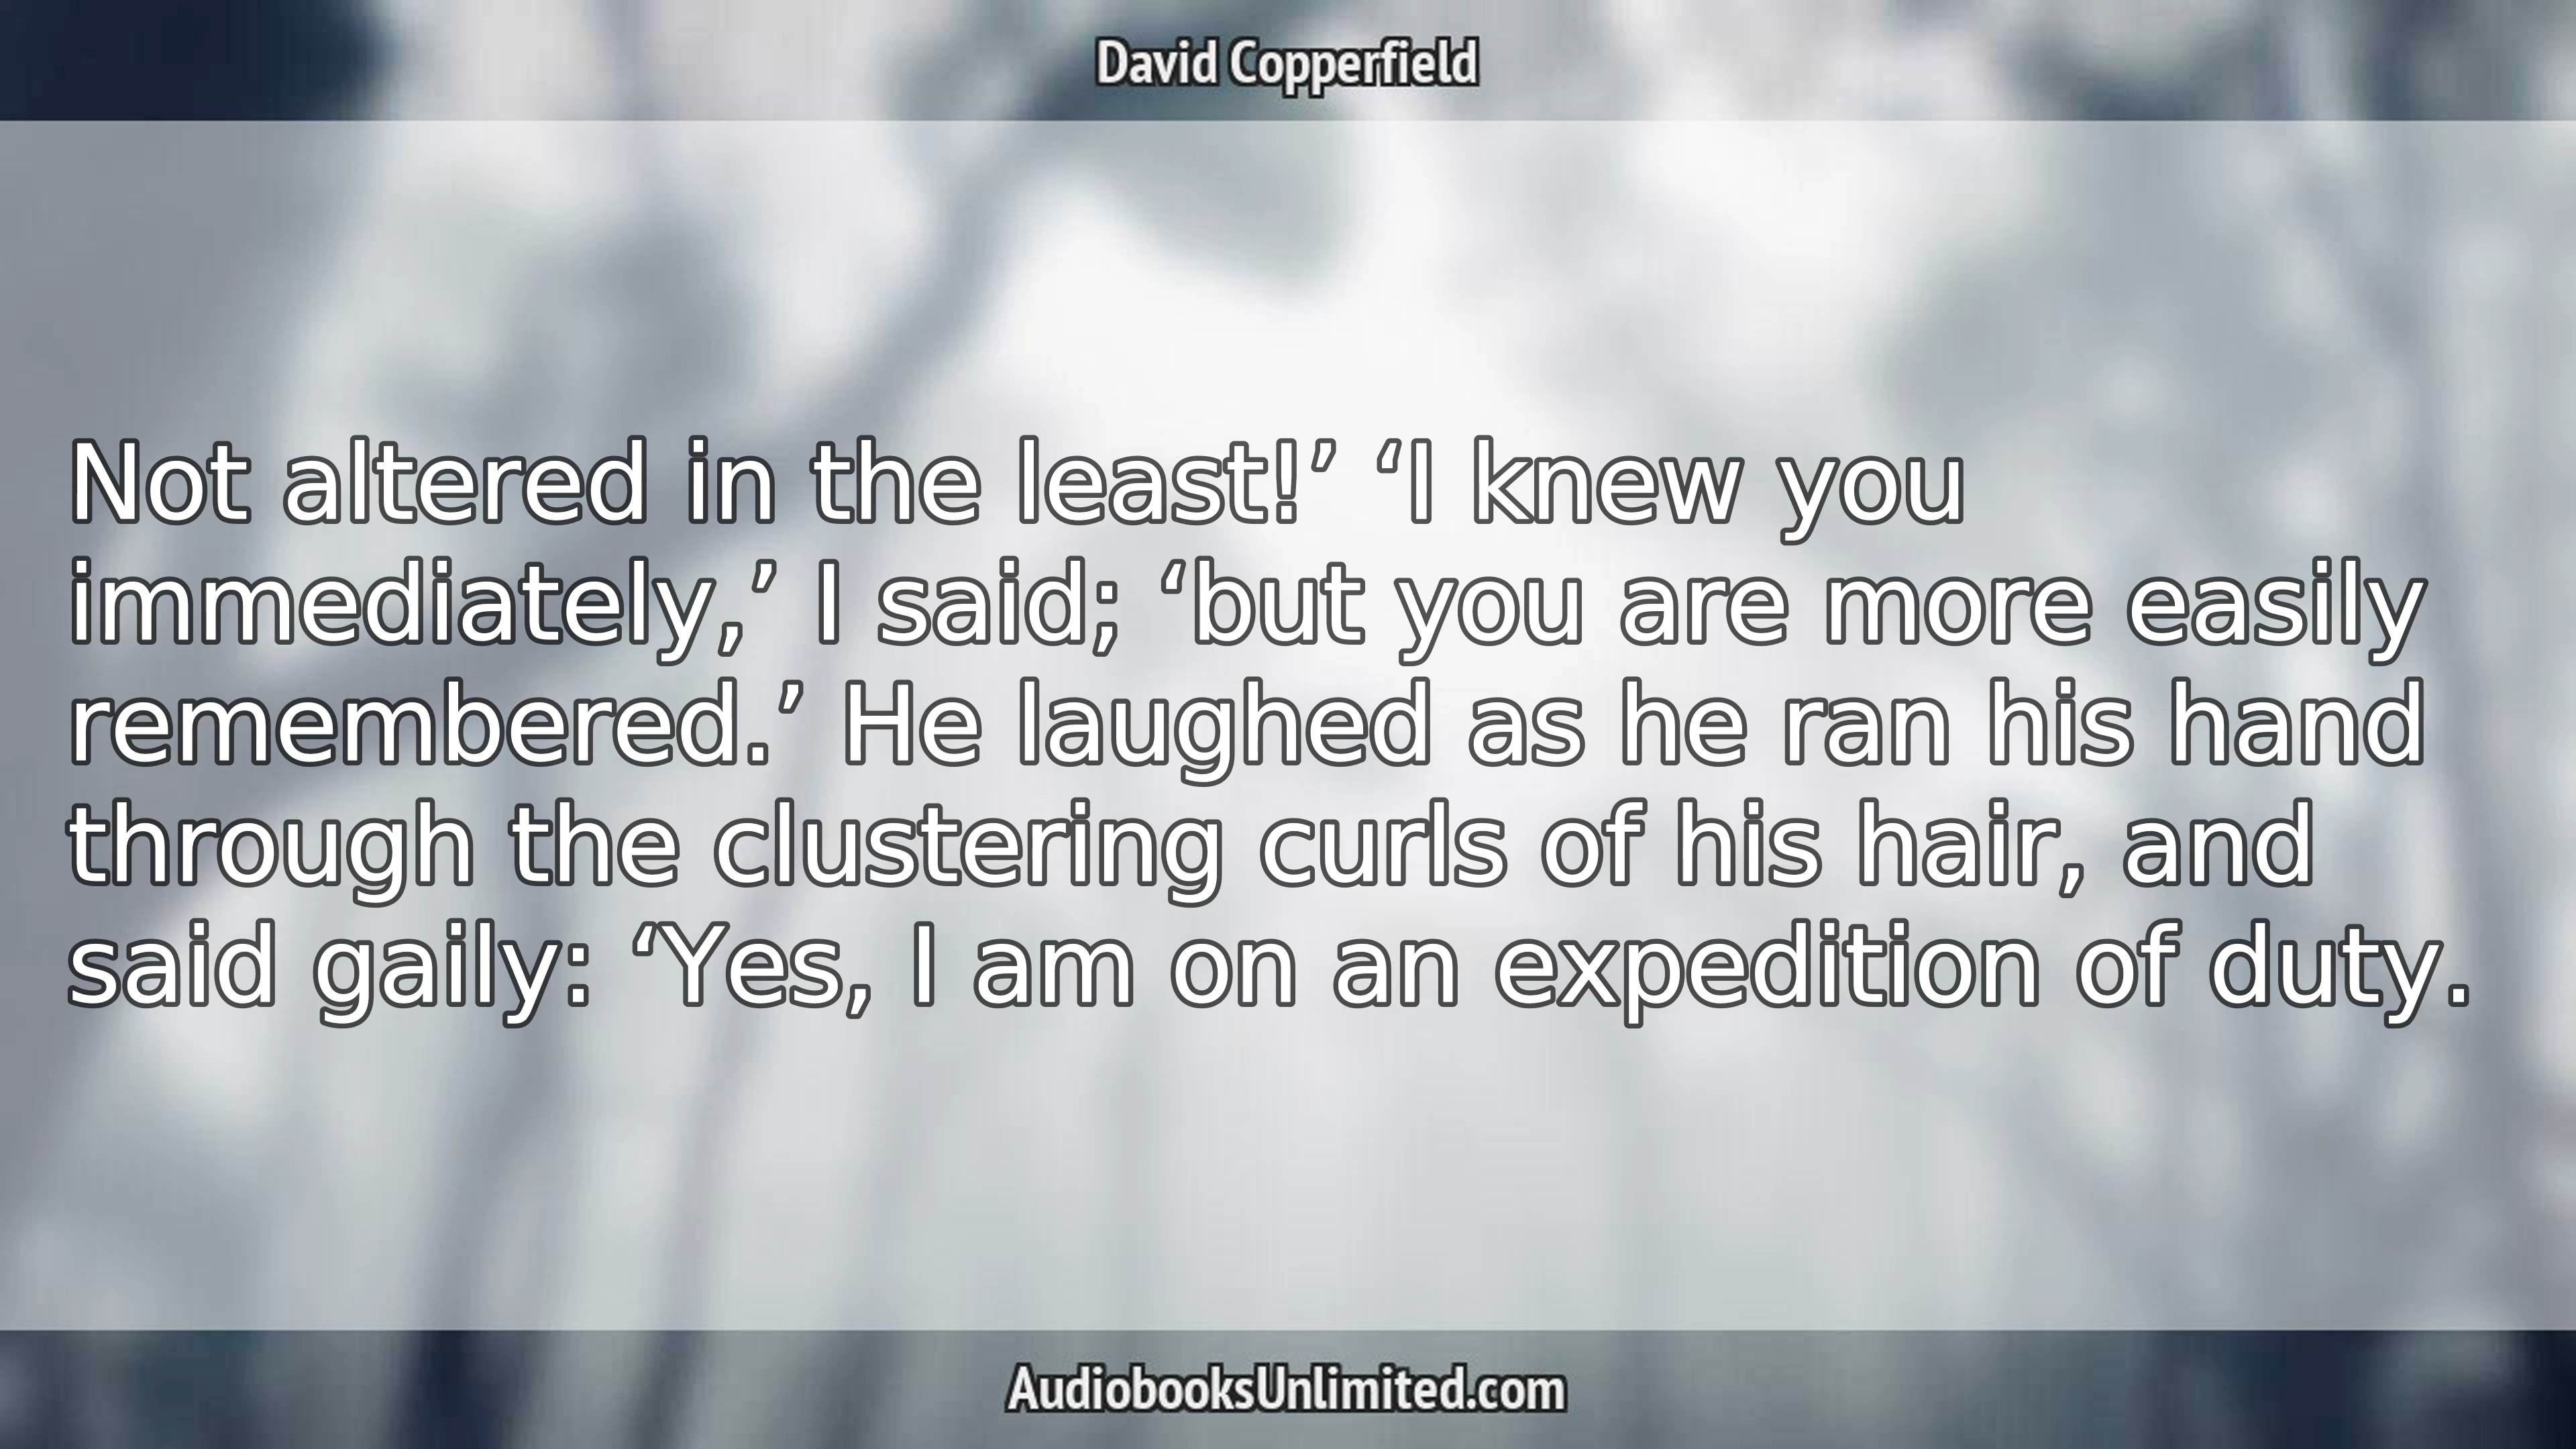 David Copperfield
Not altered in the least!’ ‘I knew you
immediately,’ I said; ‘but you are more easily
remembered.’ He laughed as he ran his hand
through the clustering curls of his hair, and
said gaily: ‘Yes, I am on an expedition of duty.
AudiobooksUnlimited.com